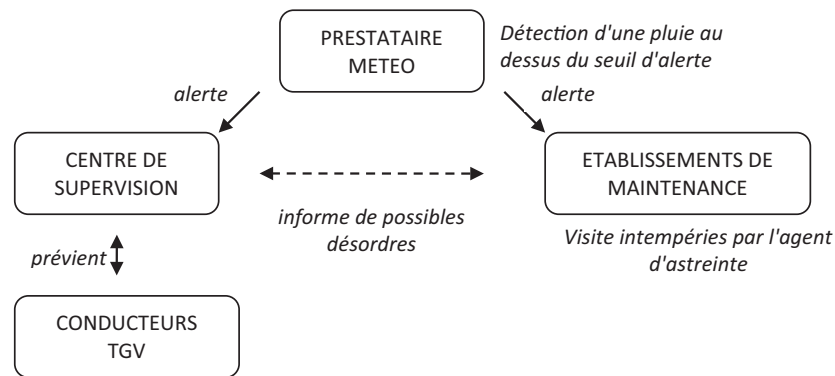 PRESTATAIRE
METEO
Détection d'une pluie au
dessus du seuil d'alerte
alerte
alerte
CENTRE DE
SUPERVISION
ETABLISSEMENTS DE
MAINTENANCE
informe de possibles
désordres
Visite intempéries par l'agent
d'astreinte
prévient
CONDUCTEURS
TGV